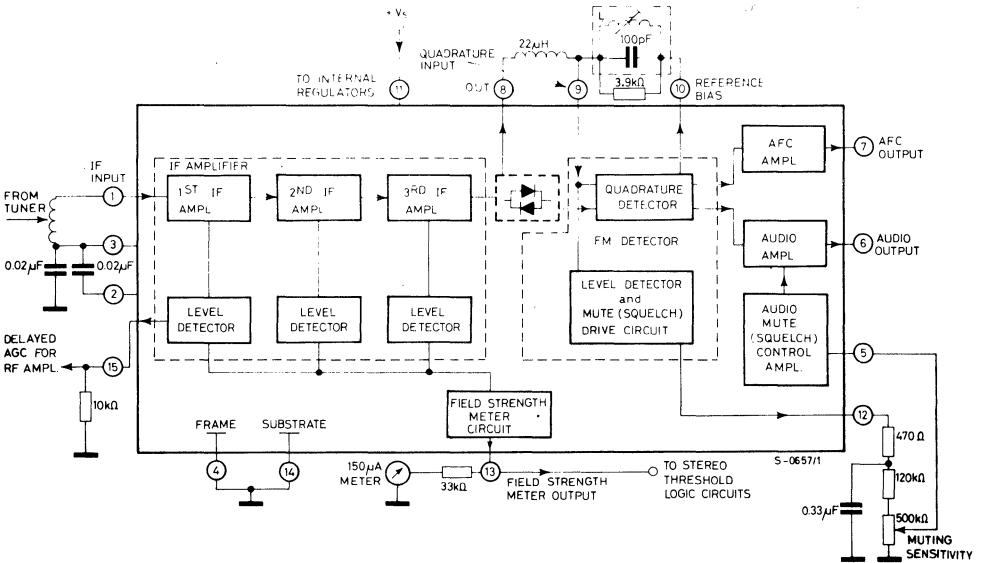 + Vs
L
100pF
22µH
QUADRATURE
INPUT
3.9kΩ
TO INTERNAL
REGULATORS
11
OUT
8
9
10
REFERENCE
BIAS
IF AMPLIFIER
IF
INPUT
1
FROM
TUNER
1ST IF
AMPL
2ND IF
AMPL
3RD IF
AMPL
QUADRATURE
DETECTOR
FM DETECTOR
AFC
AMPL
7
AFC
OUTPUT
AUDIO
AMPL
6
AUDIO
OUTPUT
3
0.02µF
0.02µF
2
LEVEL
DETECTOR
LEVEL
DETECTOR
LEVEL
DETECTOR
LEVEL DETECTOR
and
MUTE (SQUELCH)
DRIVE CIRCUIT
AUDIO
MUTE
(SQUELCH)
CONTROL
AMPL.
5
DELAYED
AGC FOR
RF AMPL.
15
10kΩ
FIELD STRENGTH
METER
CIRCUIT
12
FRAME
SUBSTRATE
4
14
150µA
METER
33kΩ
13
FIELD STRENGTH
METER OUTPUT
TO STEREO
THRESHOLD
LOGIC CIRCUITS
S-0657/1
470 Ω
120kΩ
0.33µF
500kΩ
MUTING
SENSITIVITY